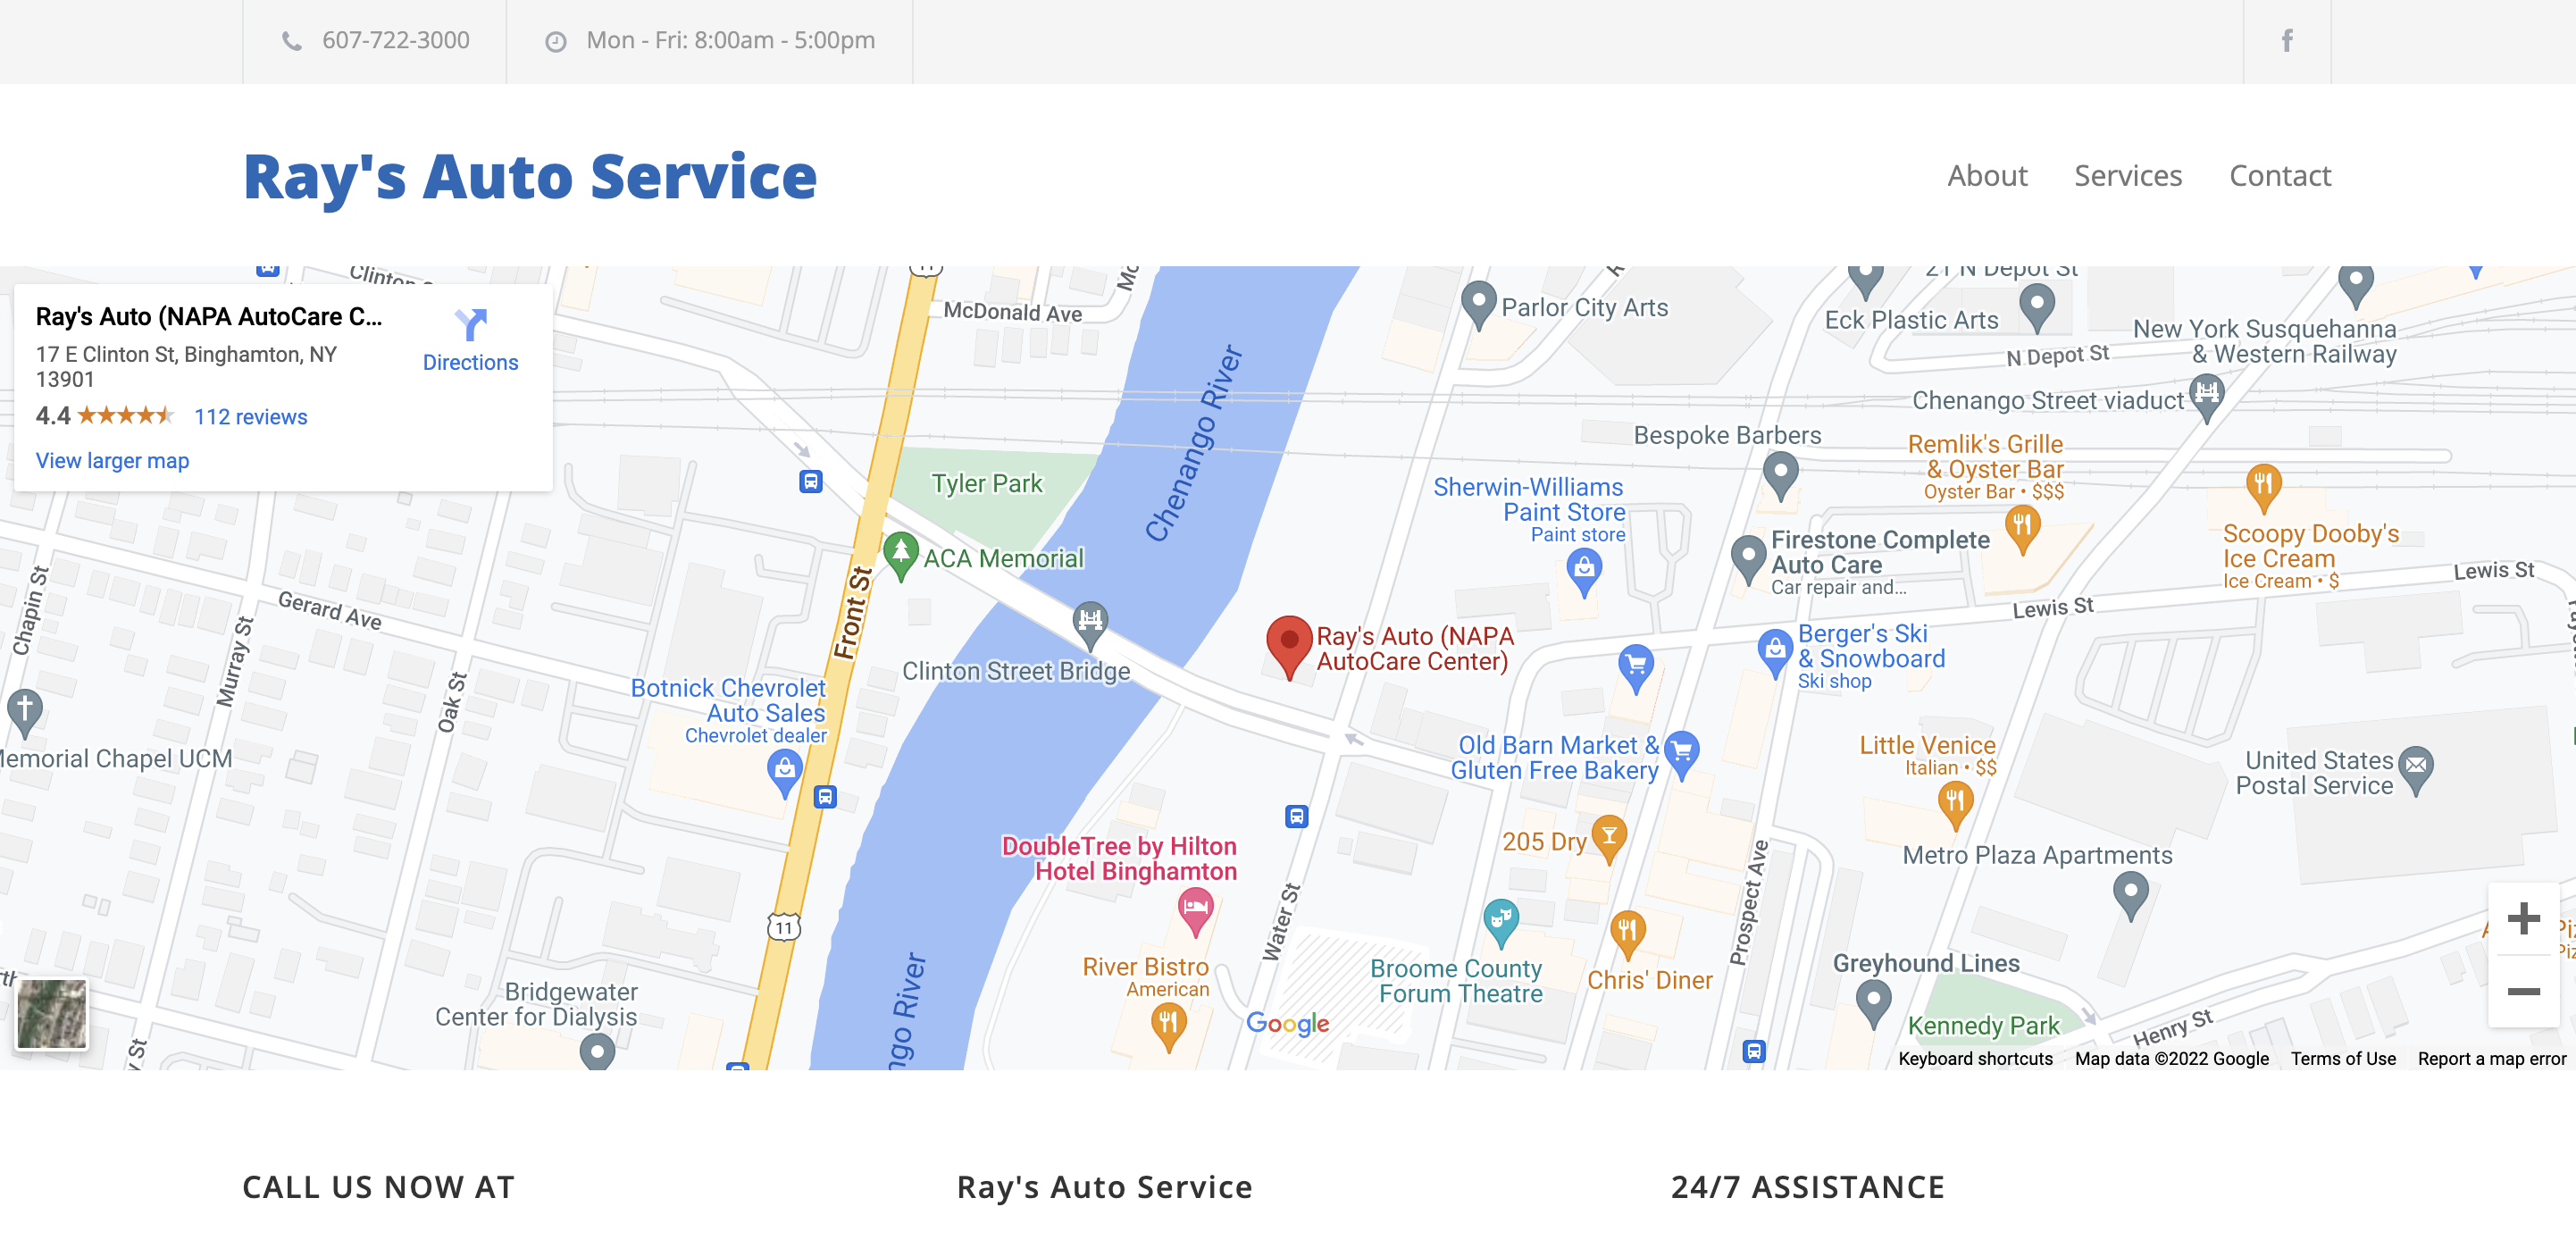 607-722-3000
Mon - Fri: 8:00am - 5:00pm
f
Ray's Auto Service
About
Services
Contact
Ray's Auto (NAPA AutoCare C...
17 E Clinton St, Binghamton, NY
13901
Directions
4.4
112 reviews
View larger map
11
McDonald Ave
Parlor City Arts
21 N Depot St
Eck Plastic Arts
N Depot St
New York Susquehanna
& Western Railway
Chenango Street viaduct
Chenango River
Bespoke Barbers
Remlik's Grille
& Oyster Bar
Oyster Bar • $$$
Tyler Park
Sherwin-Williams
Paint Store
Paint store
Scoopy Dooby's
Ice Cream
Ice Cream • $
Firestone Complete
Auto Care
Car repair and...
ACA Memorial
Lewis St
Lewis St
Chapin St
Gerard Ave
Murray St
Front St
Clinton Street Bridge
Ray's Auto (NAPA
AutoCare Center)
Berger's Ski
& Snowboard
Ski shop
Oak St
Botnick Chevrolet
Auto Sales
Chevrolet dealer
Old Barn Market &
Gluten Free Bakery
Little Venice
Italian • $$
United States
Postal Service
Memorial Chapel UCM
DoubleTree by Hilton
Hotel Binghamton
205 Dry
Metro Plaza Apartments
Water St
Prospect Ave
11
River Bistro
American
Broome County
Forum Theatre
Chris' Diner
Greyhound Lines
Bridgewater
Center for Dialysis
ngo River
Google
Kennedy Park
Henry St
Keyboard shortcuts
Map data ©2022 Google
Terms of Use
Report a map error
CALL US NOW AT
Ray's Auto Service
24/7 ASSISTANCE